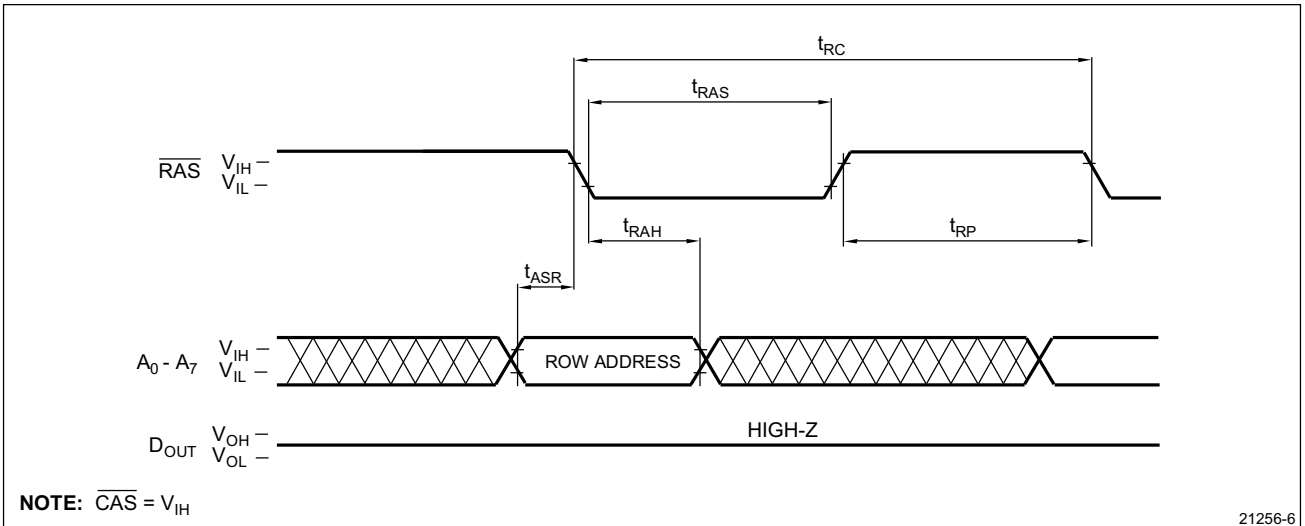 tRC
tRAS
RAS VIH –
VIL –
tRAH
tRP
tASR
A0 - A7 VIH –
VIL –
ROW ADDRESS
DOUT VOH –
VOL –
HIGH-Z
NOTE: CAS = VIH
21256-6